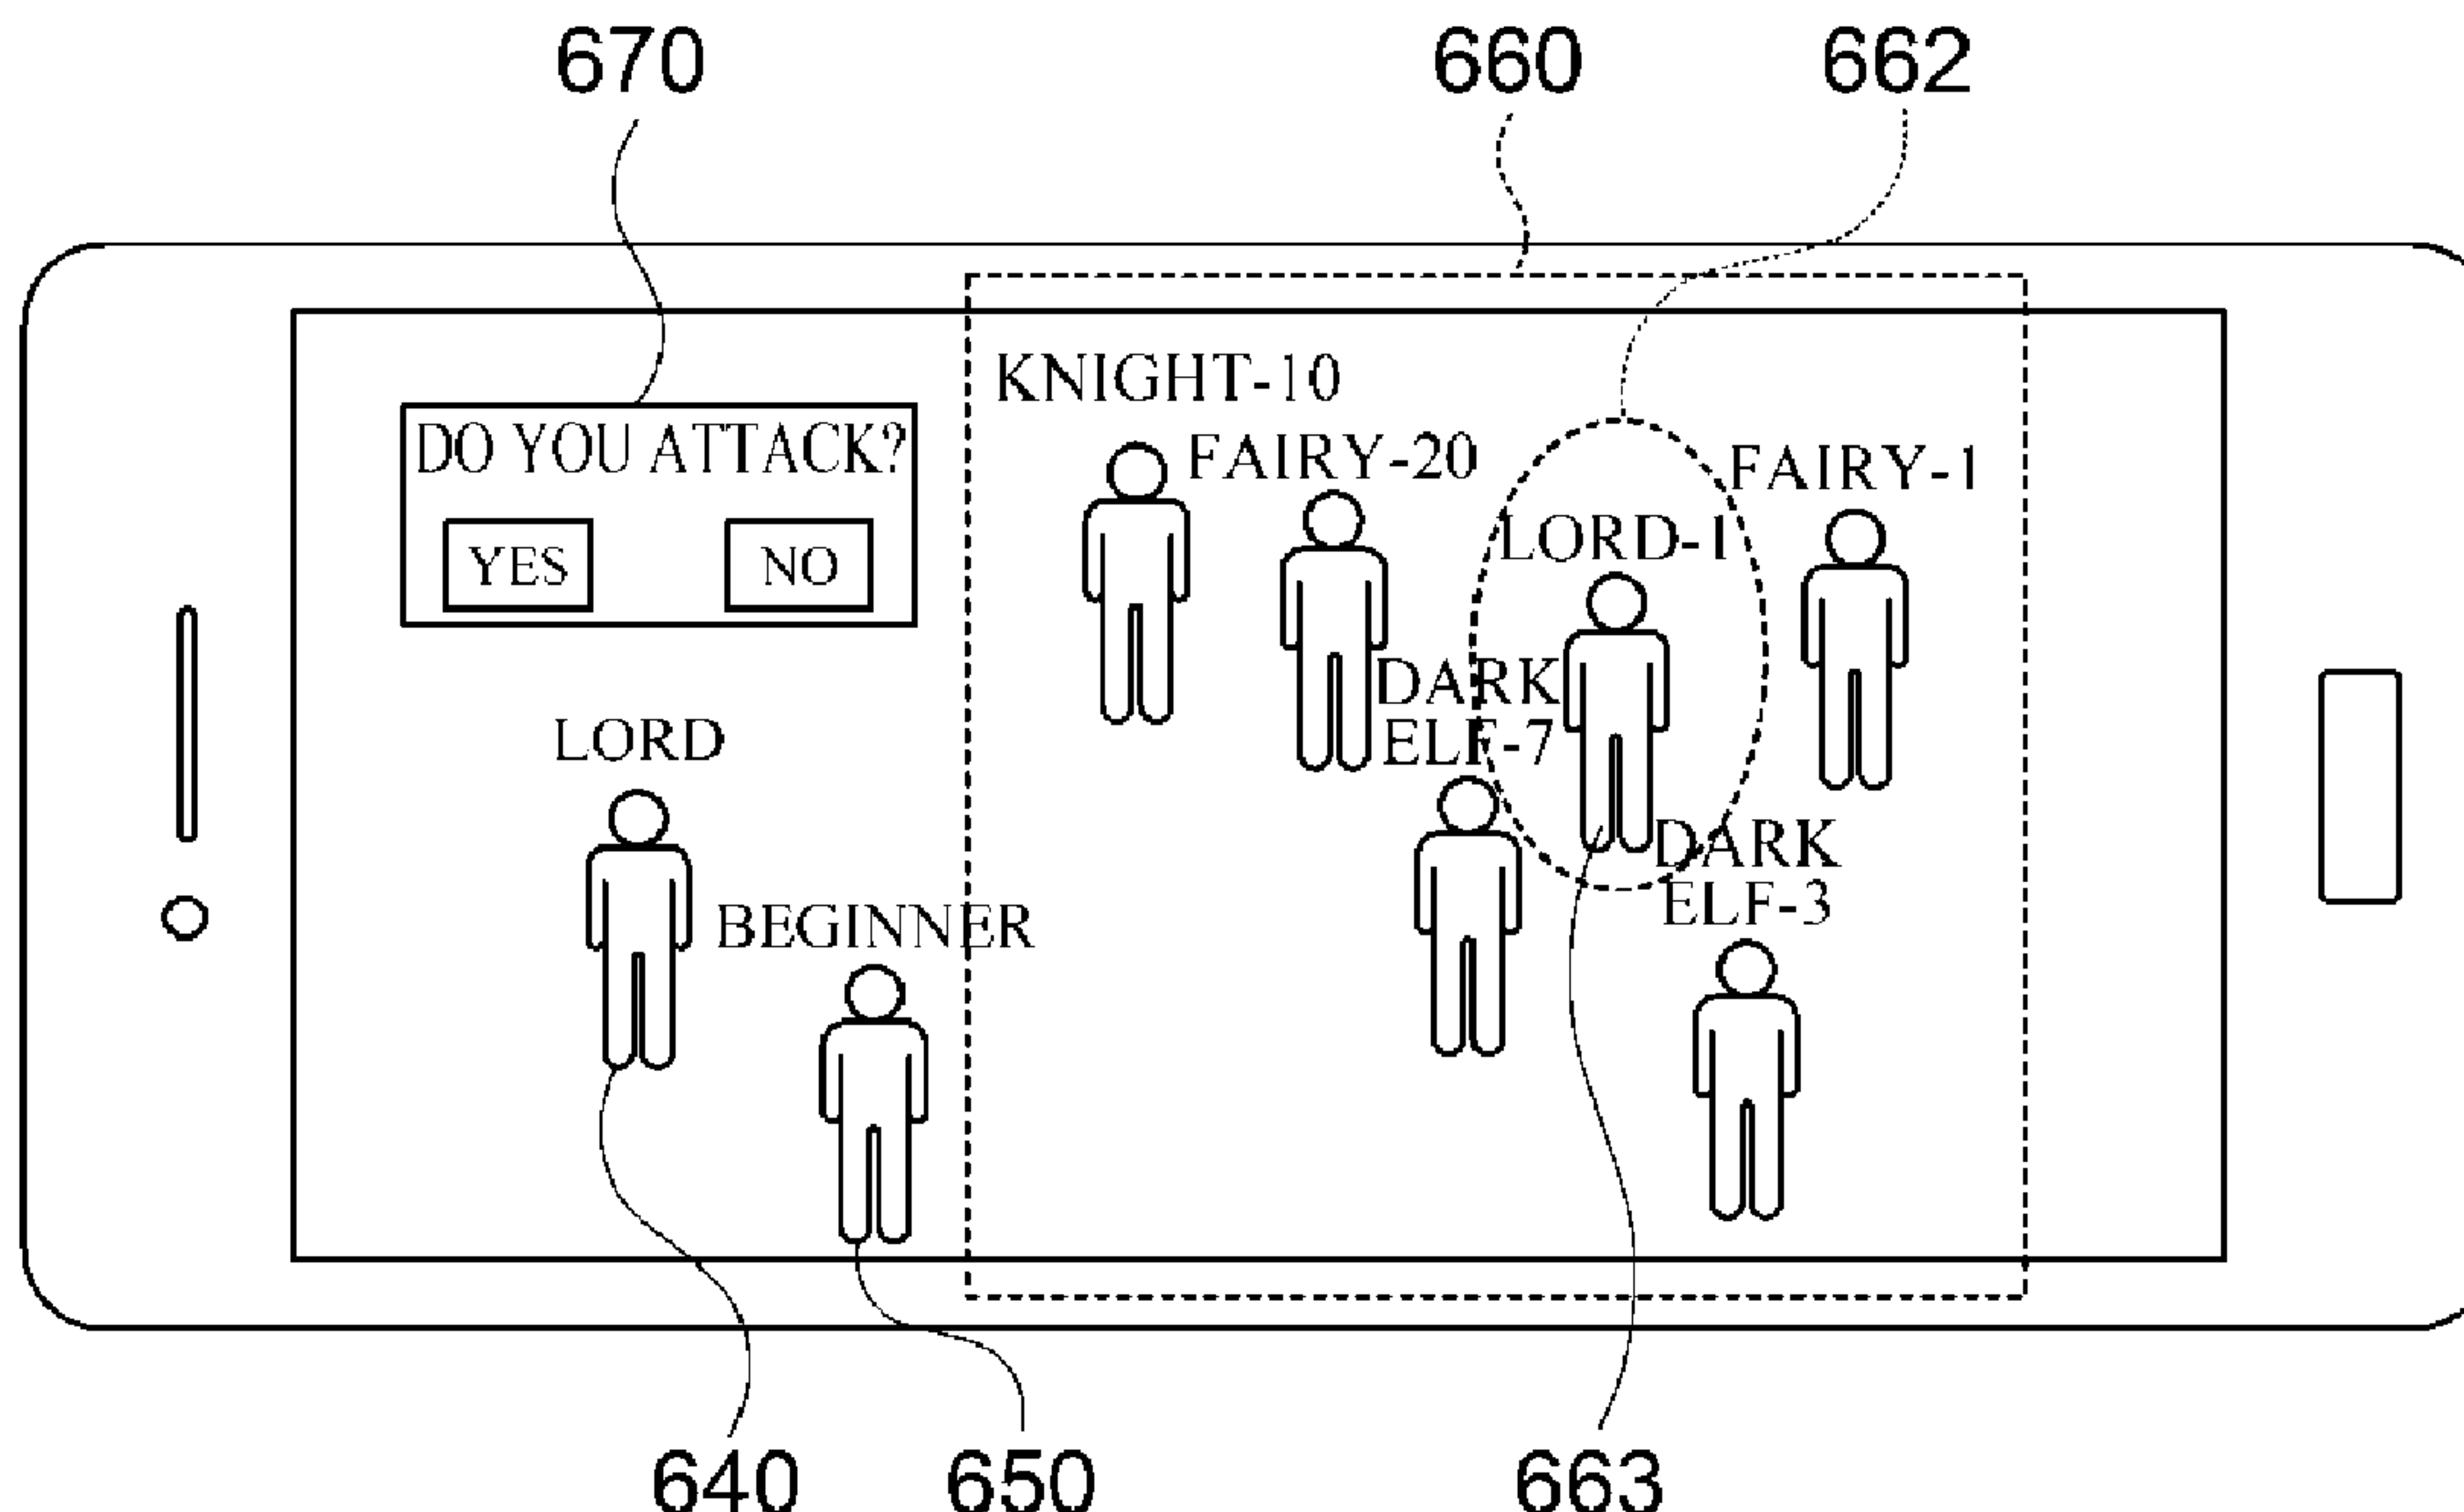 670
660
662
KNIGHT-10
DO YOU ATTACK?
FAIRY-20
FAIRY-1
YES
NO
LORD-1
DARK
ELF-7
LORD
DARK
ELF-3
BEGINNER
640
650
663